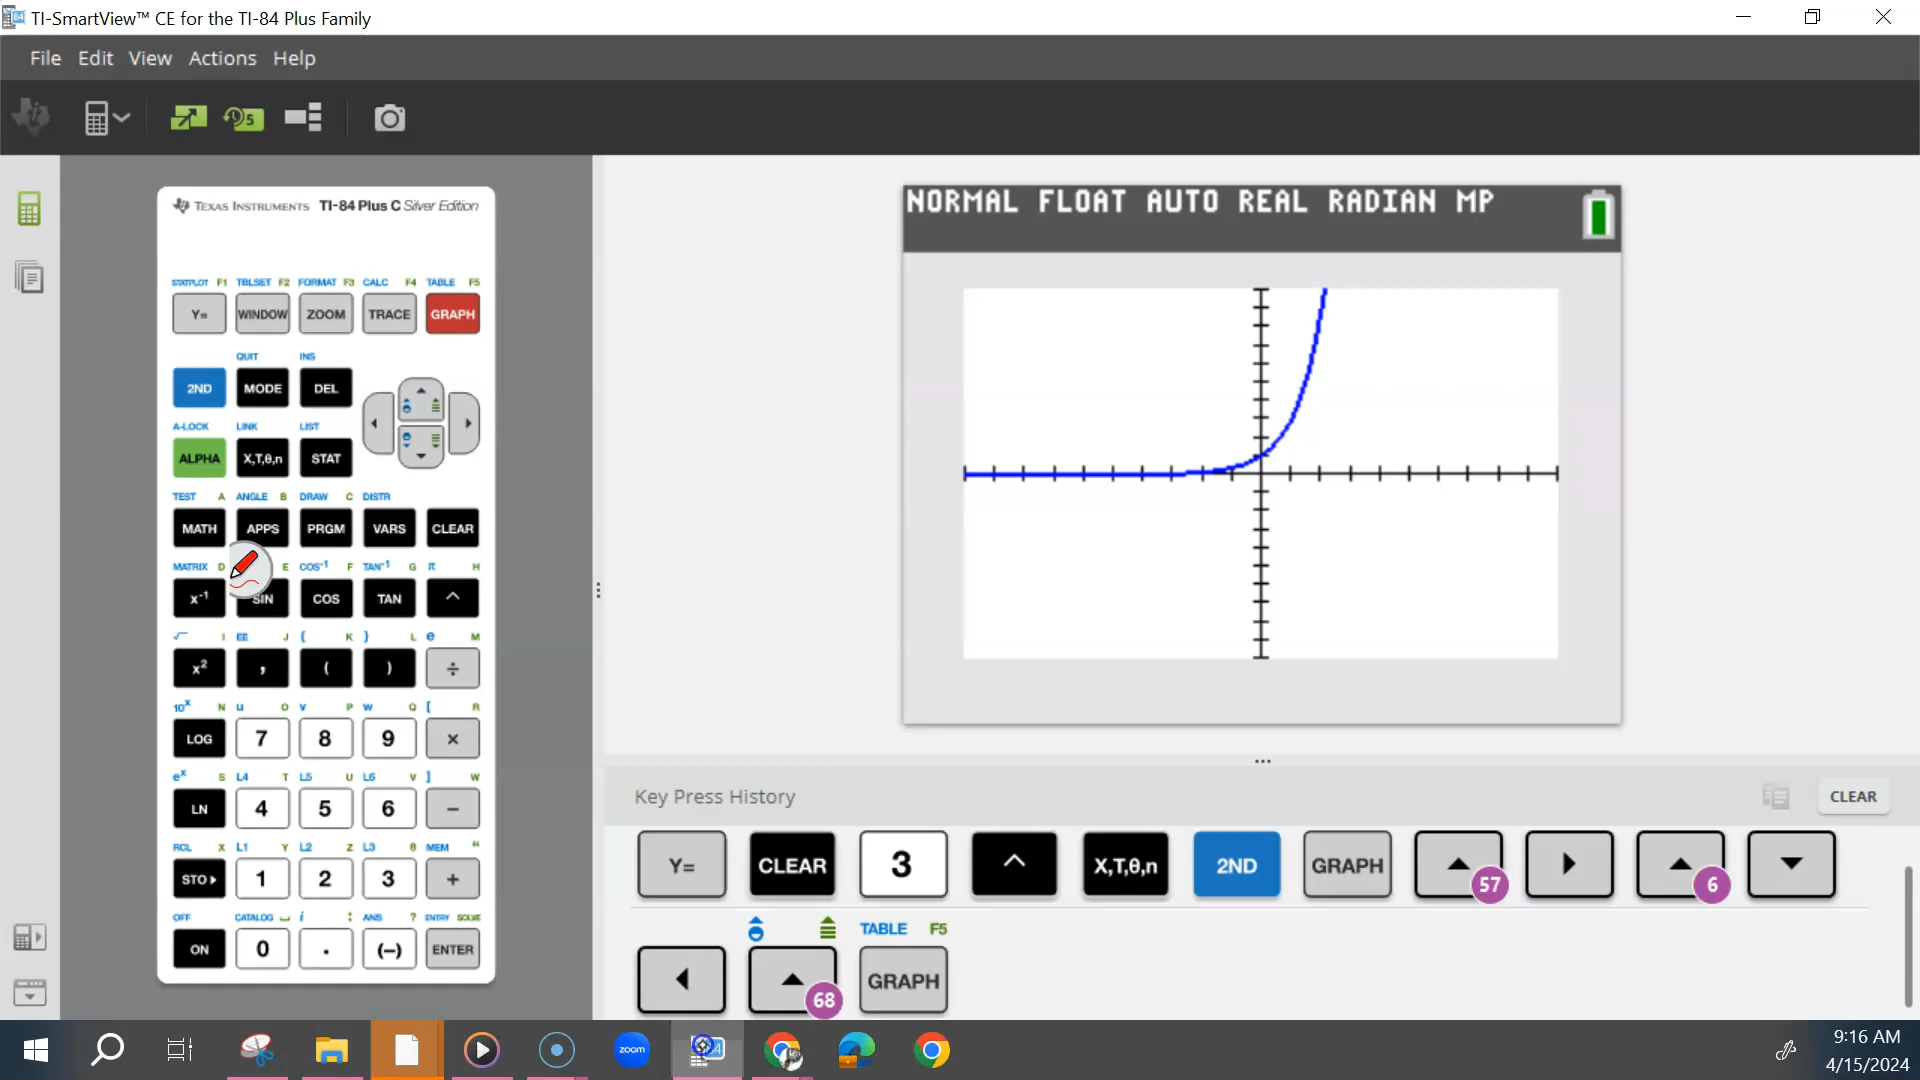 TI-SmartView™ CE for the TI-84 Plus Family
File Edit View Actions Help
5
TEXAS INSTRUMENTS TI-84 Plus C Silver Edition
STATPLOT F1 TBLSET F2 FORMAT F3 CALC F4 TABLE F5
Y= WINDOW ZOOM TRACE GRAPH
QUIT INS
2ND MODE DEL
A-LOCK LINK LIST
ALPHA X,T,θ,n STAT
TEST A ANGLE B DRAW C DISTR
MATH APPS PRGM VARS CLEAR
MATRIX D E COS⁻¹ F TAN⁻¹ G π H
x⁻¹ SIN COS TAN ^
√ I EE J { K } L e M
x² , ( ) ÷
10ˣ N u O v P w Q [ R
LOG 7 8 9 ×
eˣ S L4 T L5 U L6 V ] W
LN 4 5 6 −
RCL X L1 Y L2 Z L3 θ MEM "
STO▸ 1 2 3 +
OFF CATALOG ⎵ i : ANS ? ENTRY SOLVE
ON 0 . (−) ENTER
NORMAL FLOAT AUTO REAL RADIAN MP
Key Press History CLEAR
Y= CLEAR 3 ^ X,T,θ,n 2ND GRAPH 57 6
TABLE F5
68 GRAPH
zoom
84
9:16 AM
4/15/2024